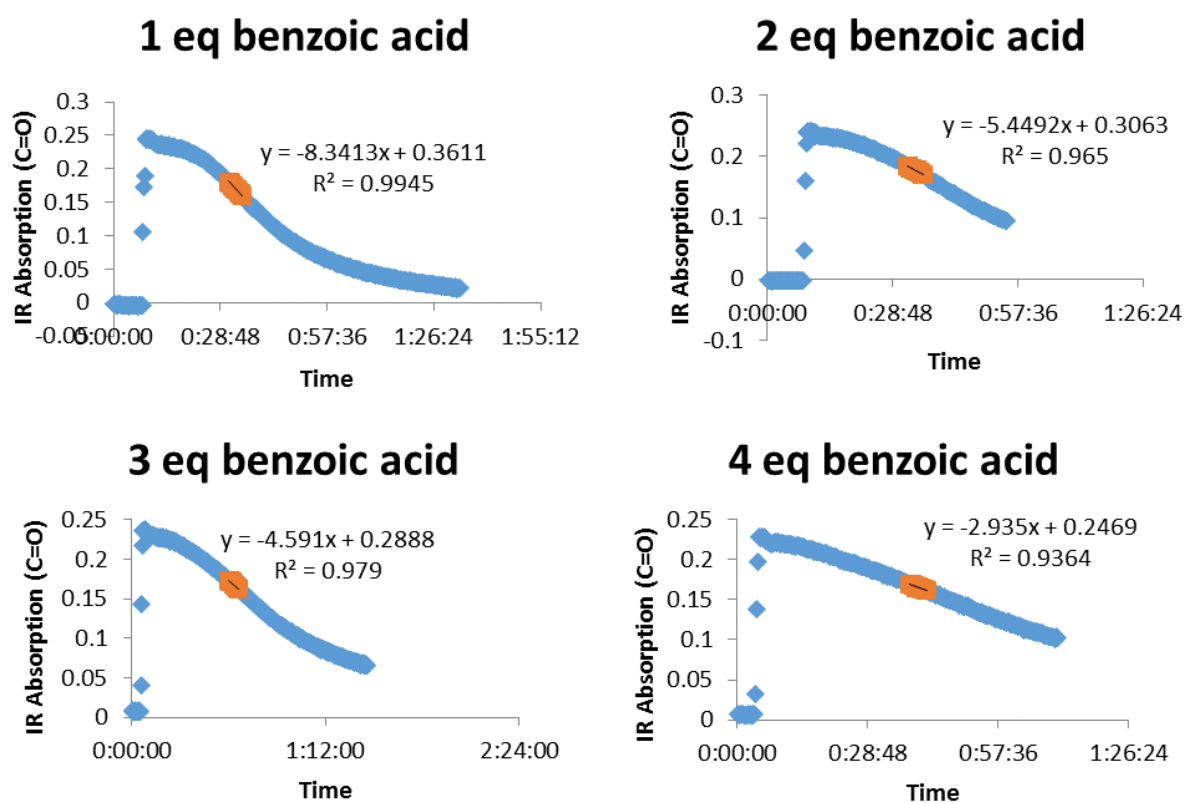 1 eq benzoic acid
IR Absorption (C=O)
0.3
0.25
0.2
0.15
0.1
0.05
0
-0.05
y = -8.3413x + 0.3611
R² = 0.9945
0:00:00 0:28:48 0:57:36 1:26:24 1:55:12
Time
2 eq benzoic acid
IR Absorption (C=O)
0.3
0.2
0.1
0
-0.1
y = -5.4492x + 0.3063
R² = 0.965
0:00:00 0:28:48 0:57:36 1:26:24
Time
3 eq benzoic acid
IR Absorption (C=O)
0.25
0.2
0.15
0.1
0.05
0
y = -4.591x + 0.2888
R² = 0.979
0:00:00 1:12:00 2:24:00
Time
4 eq benzoic acid
IR Absorption (C=O)
0.25
0.2
0.15
0.1
0.05
0
y = -2.935x + 0.2469
R² = 0.9364
0:00:00 0:28:48 0:57:36 1:26:24
Time